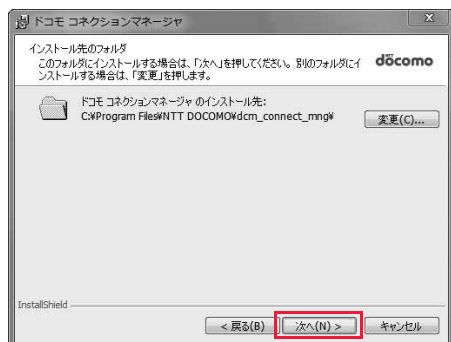 ドコモ コネクションマネージャ
インストール先のフォルダ
このフォルダにインストールする場合は、「次へ」を押してください。別のフォルダにイ
ンストールする場合は、「変更」を押します。
döcomo
ドコモ コネクションマネージャ のインストール先:
C:¥Program Files¥NTT DOCOMO¥dcm_connect_mng¥
変更(C)...
InstallShield
< 戻る(B)
次へ(N) >
キャンセル